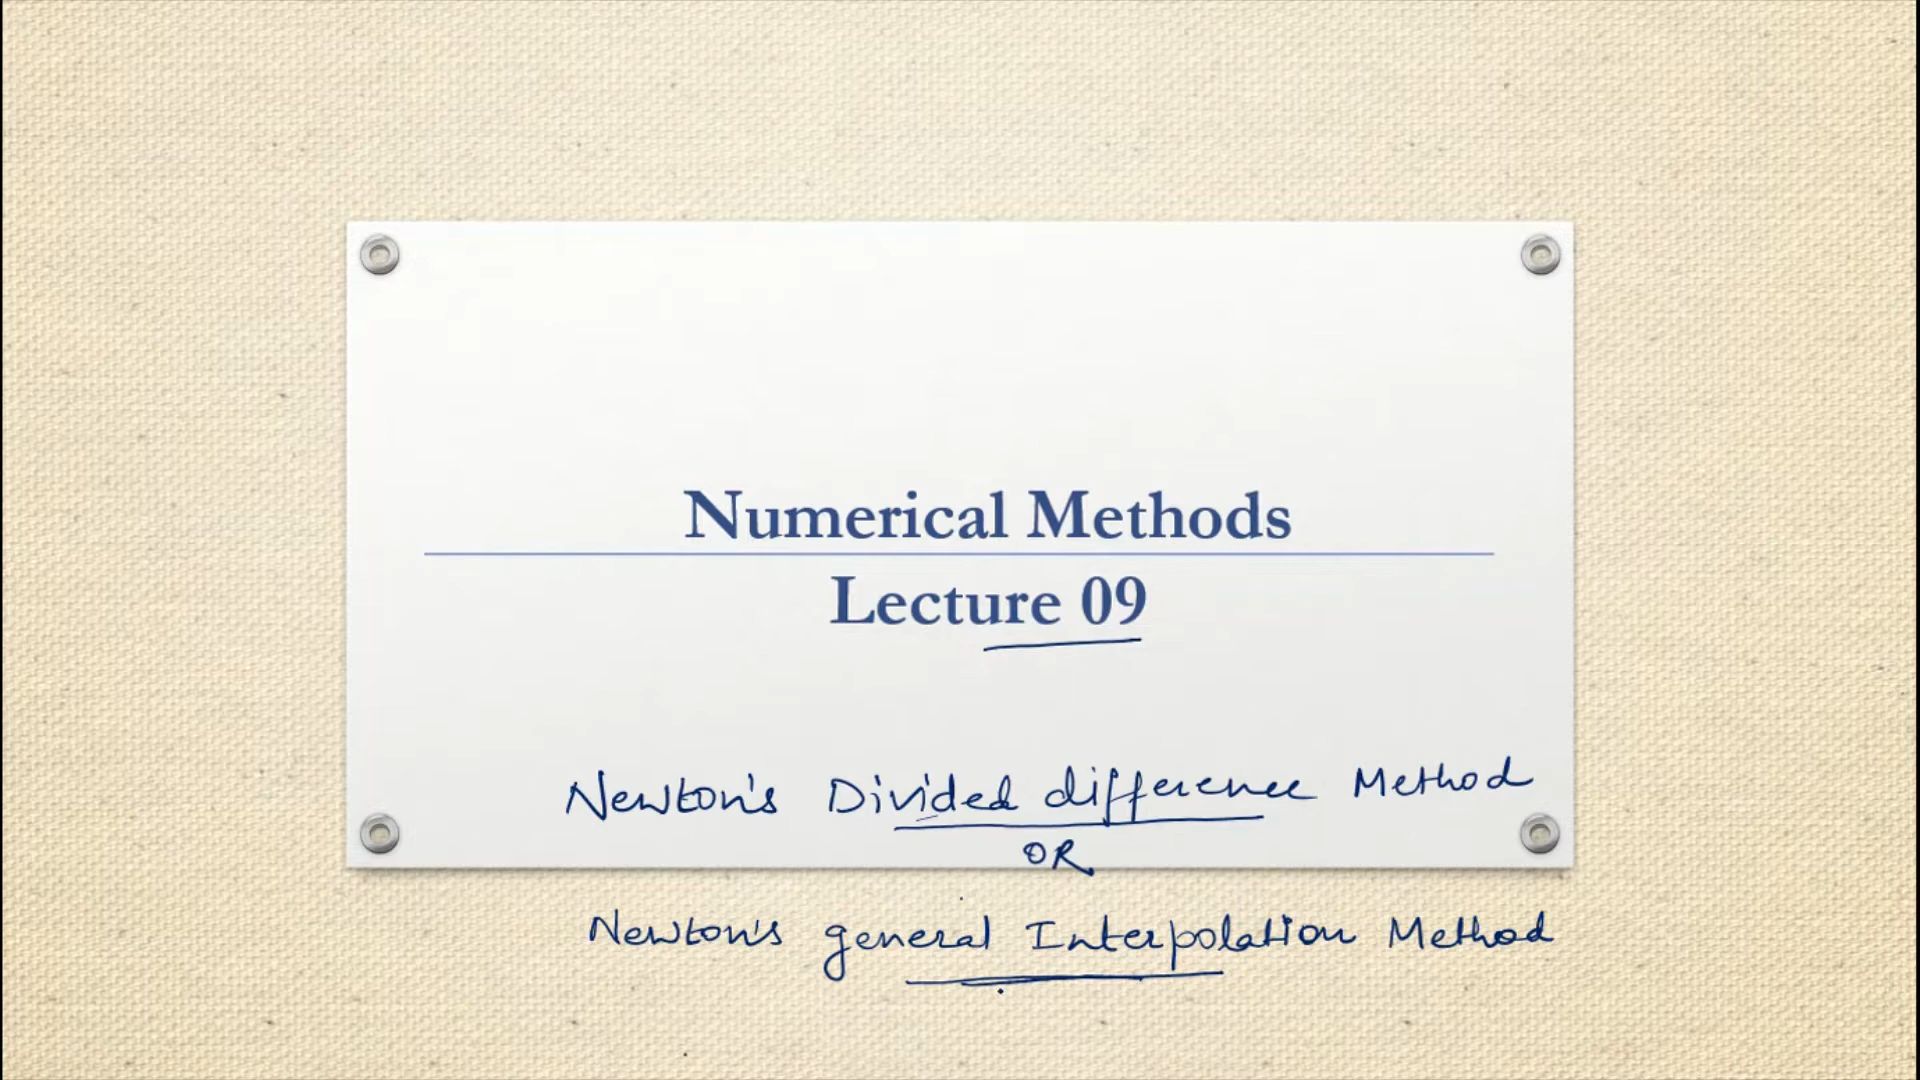 Numerical Methods
Lecture 09
Newton's Divided difference Method
OR
Newton's general Interpolation Method